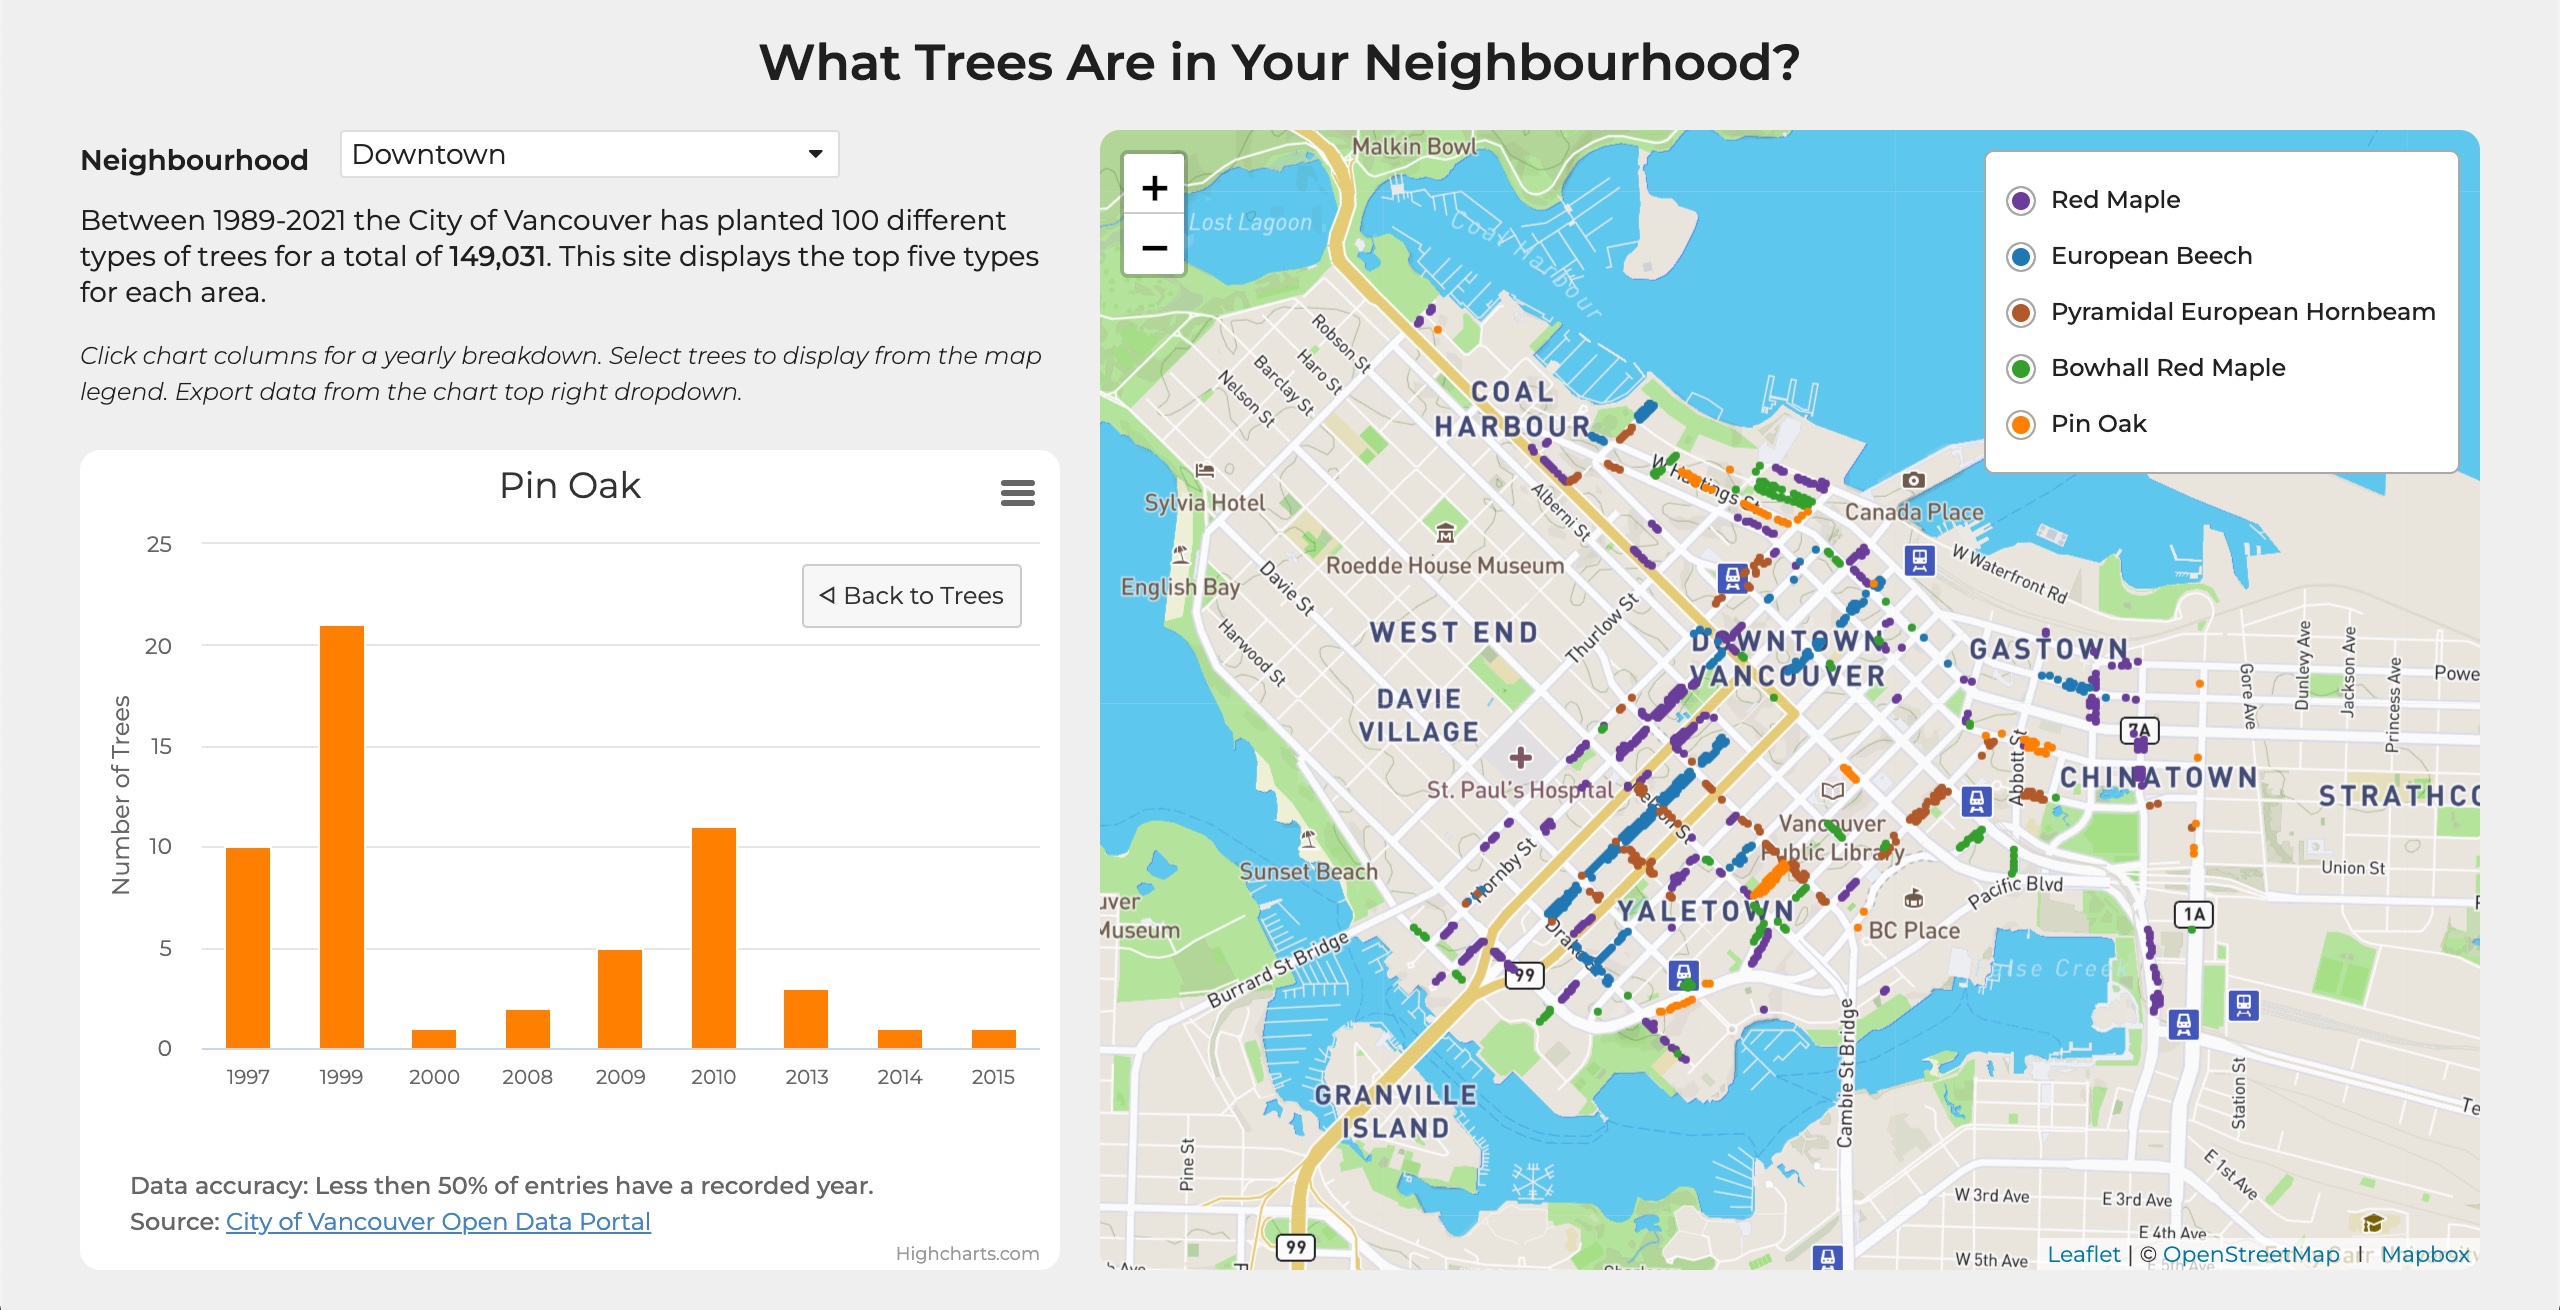 What Trees Are in Your Neighbourhood?
Neighbourhood
Downtown
Between 1989-2021 the City of Vancouver has planted 100 different
types of trees for a total of 149,031. This site displays the top five types
for each area.
Click chart columns for a yearly breakdown. Select trees to display from the map
legend. Export data from the chart top right dropdown.
Pin Oak
◁ Back to Trees
Number of Trees
25
20
15
10
5
0
1997
1999
2000
2008
2009
2010
2013
2014
2015
Data accuracy: Less then 50% of entries have a recorded year.
Source: City of Vancouver Open Data Portal
Highcharts.com
+
−
Red Maple
European Beech
Pyramidal European Hornbeam
Bowhall Red Maple
Pin Oak
Malkin Bowl
Lost Lagoon
Coal Harbour
Robson St
Haro St
Barclay St
Nelson St
COAL
HARBOUR
W Hastings St
Sylvia Hotel
Alberni St
Canada Place
Roedde House Museum
English Bay
Davie St
W Waterfront Rd
Thurlow St
Harwood St
WEST END
DOWNTOWN
VANCOUVER
GASTOWN
Gore Ave
Dunlevy Ave
Jackson Ave
Princess Ave
Powe
DAVIE
VILLAGE
7A
Abbott St
St. Paul's Hospital
Nelson St
CHINATOWN
STRATHCO
Vancouver
Public Library
Sunset Beach
Hornby St
Union St
Pacific Blvd
uver
Museum
YALETOWN
BC Place
1A
Drake St
Burrard St Bridge
99
False Creek
Cambie St Bridge
GRANVILLE
ISLAND
Station St
Te
Pine St
E 1st Ave
W 3rd Ave
E 3rd Ave
E 4th Ave
99
W 5th Ave
E 5th Ave
Leaflet | © OpenStreetMap | Mapbox